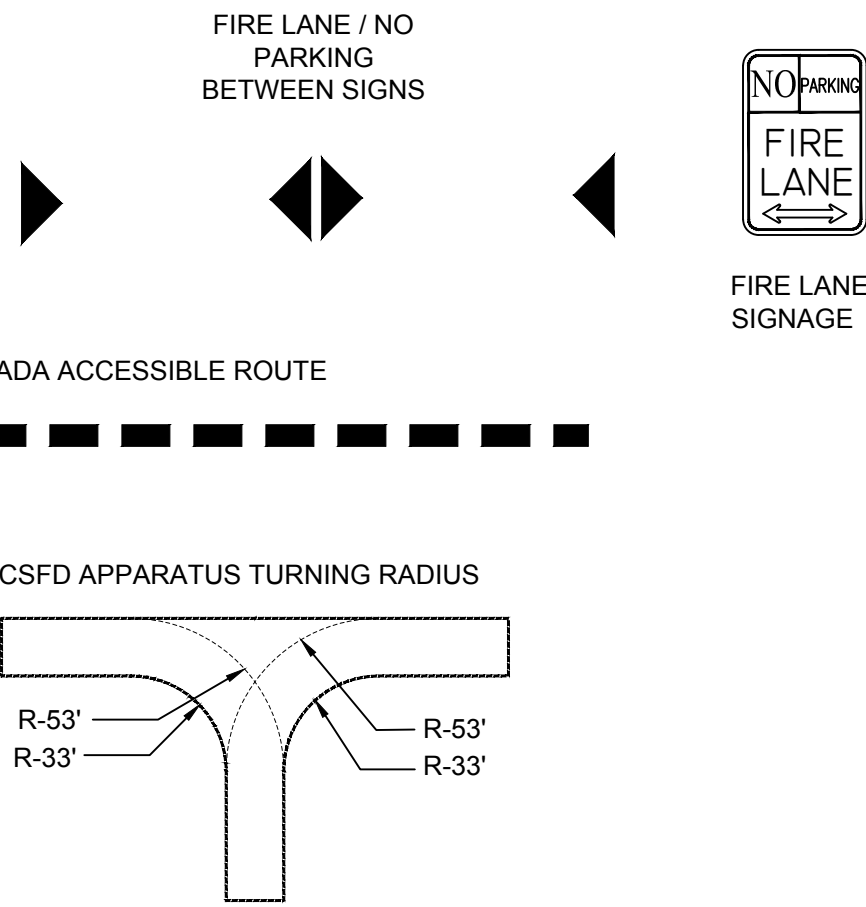 FIRE LANE / NO
PARKING
BETWEEN SIGNS
NO PARKING
FIRE
LANE
FIRE LANE
SIGNAGE
ADA ACCESSIBLE ROUTE
CSFD APPARATUS TURNING RADIUS
R-53'
R-33'
R-53'
R-33'